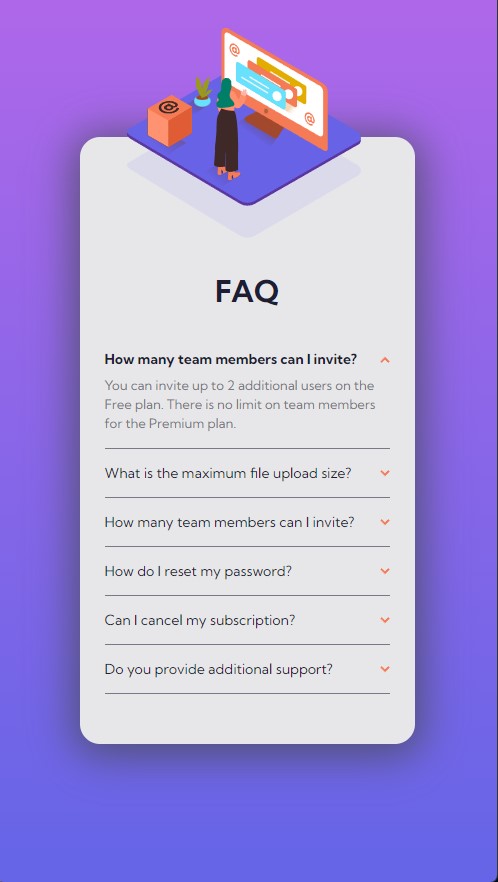 @
@
@
FAQ
How many team members can I invite?
You can invite up to 2 additional users on the
Free plan. There is no limit on team members
for the Premium plan.
What is the maximum file upload size?
How many team members can I invite?
How do I reset my password?
Can I cancel my subscription?
Do you provide additional support?